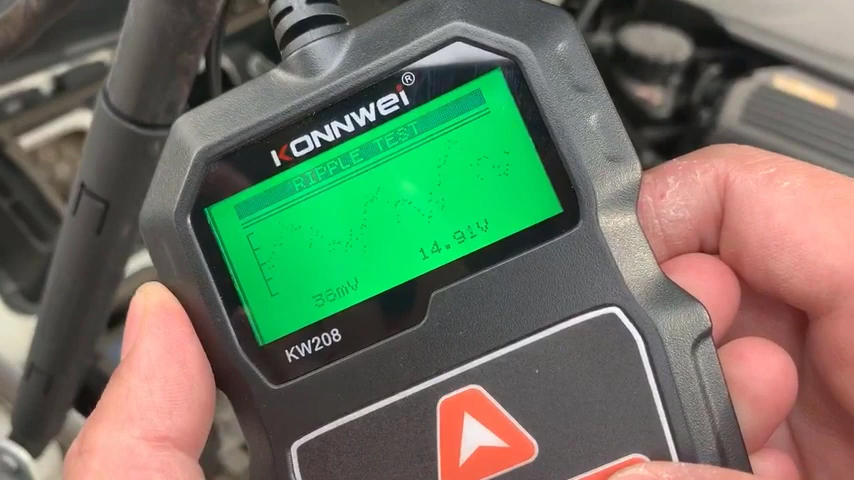 KONNWEI®
RIPPLE TEST
14.91V
36mV
KW208